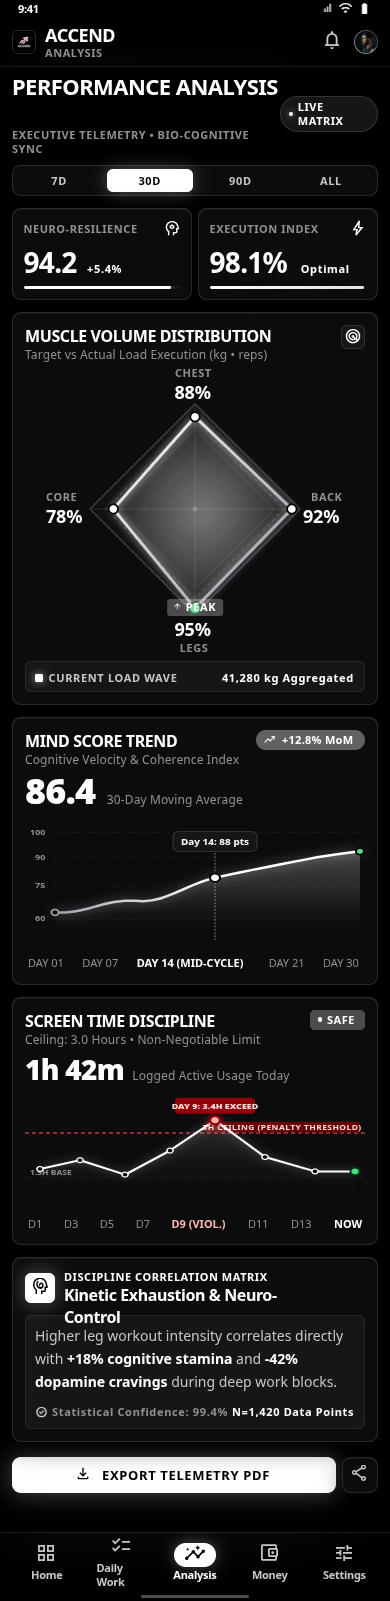 9:41
ACCEND
ANALYSIS
PERFORMANCE ANALYSIS
LIVE
MATRIX
EXECUTIVE TELEMETRY • BIO-COGNITIVE
SYNC
7D 30D 90D ALL
NEURO-RESILIENCE
94.2 +5.4%
EXECUTION INDEX
98.1% Optimal
MUSCLE VOLUME DISTRIBUTION
Target vs Actual Load Execution (kg • reps)
CHEST
88%
CORE
78%
BACK
92%
↑ PEAK
95%
LEGS
CURRENT LOAD WAVE 41,280 kg Aggregated
MIND SCORE TREND
+12.8% MoM
Cognitive Velocity & Coherence Index
86.4 30-Day Moving Average
100
90
75
60
Day 14: 88 pts
DAY 01 DAY 07 DAY 14 (MID-CYCLE) DAY 21 DAY 30
SCREEN TIME DISCIPLINE
• SAFE
Ceiling: 3.0 Hours • Non-Negotiable Limit
1h 42m Logged Active Usage Today
DAY 9: 3.4H EXCEED
3H CEILING (PENALTY THRESHOLD)
1.5H BASE
D1 D3 D5 D7 D9 (VIOL.) D11 D13 NOW
DISCIPLINE CORRELATION MATRIX
Kinetic Exhaustion & Neuro-
Control
Higher leg workout intensity correlates directly
with +18% cognitive stamina and -42%
dopamine cravings during deep work blocks.
Statistical Confidence: 99.4% N=1,420 Data Points
EXPORT TELEMETRY PDF
Home
Daily
Work
Analysis
Money
Settings